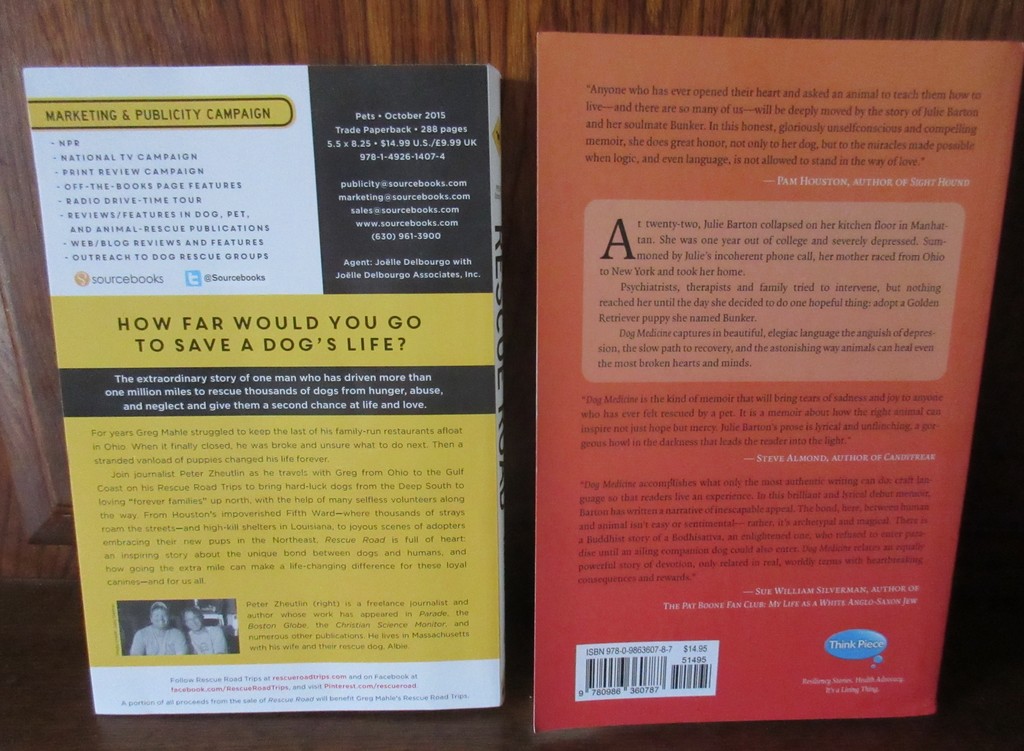 MARKETING & PUBLICITY CAMPAIGN
- NPR
- NATIONAL TV CAMPAIGN
- PRINT REVIEW CAMPAIGN
- OFF-THE-BOOKS PAGE FEATURES
- RADIO DRIVE-TIME TOUR
- REVIEWS/FEATURES IN DOG, PET,
AND ANIMAL-RESCUE PUBLICATIONS
- WEB/BLOG REVIEWS AND FEATURES
- OUTREACH TO DOG RESCUE GROUPS
sourcebooks
@Sourcebooks
Pets • October 2015
Trade Paperback • 288 pages
5.5 x 8.25 • $14.99 U.S./£9.99 UK
978-1-4926-1407-4
publicity@sourcebooks.com
marketing@sourcebooks.com
sales@sourcebooks.com
www.sourcebooks.com
(630) 961-3900
Agent: Joëlle Delbourgo with
Joëlle Delbourgo Associates, Inc.
HOW FAR WOULD YOU GO
TO SAVE A DOG'S LIFE?
The extraordinary story of one man who has driven more than
one million miles to rescue thousands of dogs from hunger, abuse,
and neglect and give them a second chance at life and love.
For years Greg Mahle struggled to keep the last of his family-run restaurants afloat
in Ohio. When it finally closed, he was broke and unsure what to do next. Then a
stranded vanload of puppies changed his life forever.
Join journalist Peter Zheutlin as he travels with Greg from Ohio to the Gulf
Coast on his Rescue Road Trips to bring hard-luck dogs from the Deep South to
loving "forever families" up north, with the help of many selfless volunteers along
the way. From Houston's impoverished Fifth Ward—where thousands of strays
roam the streets—and high-kill shelters in Louisiana, to joyous scenes of adopters
embracing their new pups in the Northeast, Rescue Road is full of heart:
an inspiring story about the unique bond between dogs and humans, and
how going the extra mile can make a life-changing difference for these loyal
canines—and for us all.
Peter Zheutlin (right) is a freelance journalist and
author whose work has appeared in Parade, the
Boston Globe, the Christian Science Monitor, and
numerous other publications. He lives in Massachusetts
with his wife and their rescue dog, Albie.
Follow Rescue Road Trips at rescueroadtrips.com and on Facebook at
facebook.com/RescueRoadTrips, and visit Pinterest.com/rescueroad.
A portion of all proceeds from the sale of Rescue Road will benefit Greg Mahle's Rescue Road Trips.
RESCUE ROAD
"Anyone who has ever opened their heart and asked an animal to teach them how to
live—and there are so many of us—will be deeply moved by the story of Julie Barton
and her soulmate Bunker. In this honest, gloriously unselfconscious and compelling
memoir, she does great honor, not only to her dog, but to the miracles made possible
when logic, and even language, is not allowed to stand in the way of love."
— PAM HOUSTON, AUTHOR OF SIGHT HOUND
At twenty-two, Julie Barton collapsed on her kitchen floor in Manhat-
tan. She was one year out of college and severely depressed. Sum-
moned by Julie's incoherent phone call, her mother raced from Ohio
to New York and took her home.
Psychiatrists, therapists and family tried to intervene, but nothing
reached her until the day she decided to do one hopeful thing: adopt a Golden
Retriever puppy she named Bunker.
Dog Medicine captures in beautiful, elegiac language the anguish of depres-
sion, the slow path to recovery, and the astonishing way animals can heal even
the most broken hearts and minds.
"Dog Medicine is the kind of memoir that will bring tears of sadness and joy to anyone
who has ever felt rescued by a pet. It is a memoir about how the right animal can
inspire not just hope but mercy. Julie Barton's prose is lyrical and unflinching, a gor-
geous howl in the darkness that leads the reader into the light."
— STEVE ALMOND, AUTHOR OF CANDYFREAK
"Dog Medicine accomplishes what only the most authentic writing can do: craft lan-
guage so that readers live an experience. In this brilliant and lyrical debut memoir,
Barton has written a narrative of inescapable appeal. The bond, here, between human
and animal isn't easy or sentimental— rather, it's archetypal and magical. There is
a Buddhist story of a Bodhisattva, an enlightened one, who refused to enter para-
dise until an ailing companion dog could also enter. Dog Medicine relates an equally
powerful story of devotion, only related in real, worldly terms with heartbreaking
consequences and rewards."
— SUE WILLIAM SILVERMAN, AUTHOR OF
THE PAT BOONE FAN CLUB: MY LIFE AS A WHITE ANGLO-SAXON JEW
ISBN 978-0-9863607-8-7 $14.95
51495
9 780986 360787
Think Piece
Resiliency Stories. Health Advocacy.
It's a Living Thing.